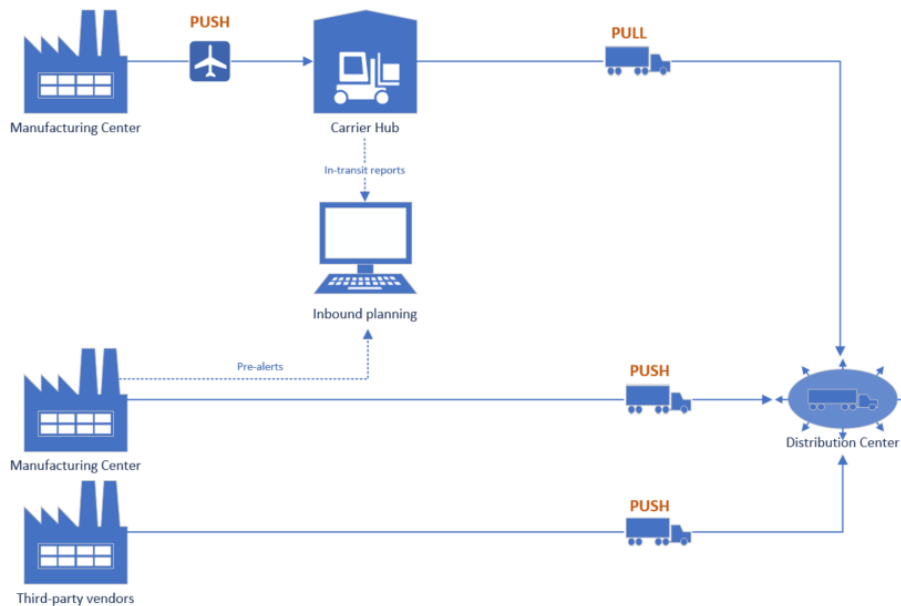 PUSH
PULL
Manufacturing Center
Carrier Hub
In-transit reports
Inbound planning
Pre-alerts
PUSH
Distribution Center
Manufacturing Center
PUSH
Third-party vendors